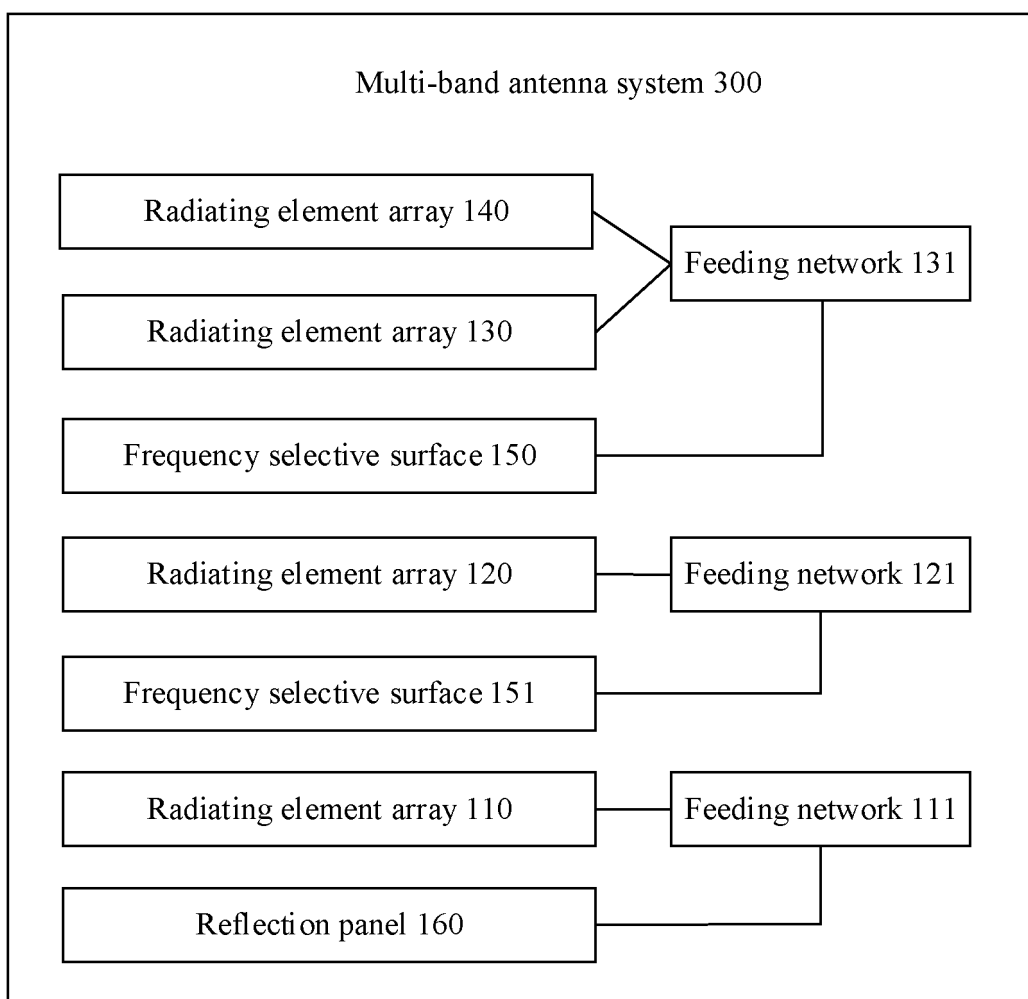 Multi-band antenna system 300
Radiating element array 140
Feeding network 131
Radiating element array 130
Frequency selective surface 150
Radiating element array 120
Feeding network 121
Frequency selective surface 151
Radiating element array 110
Feeding network 111
Reflection panel 160